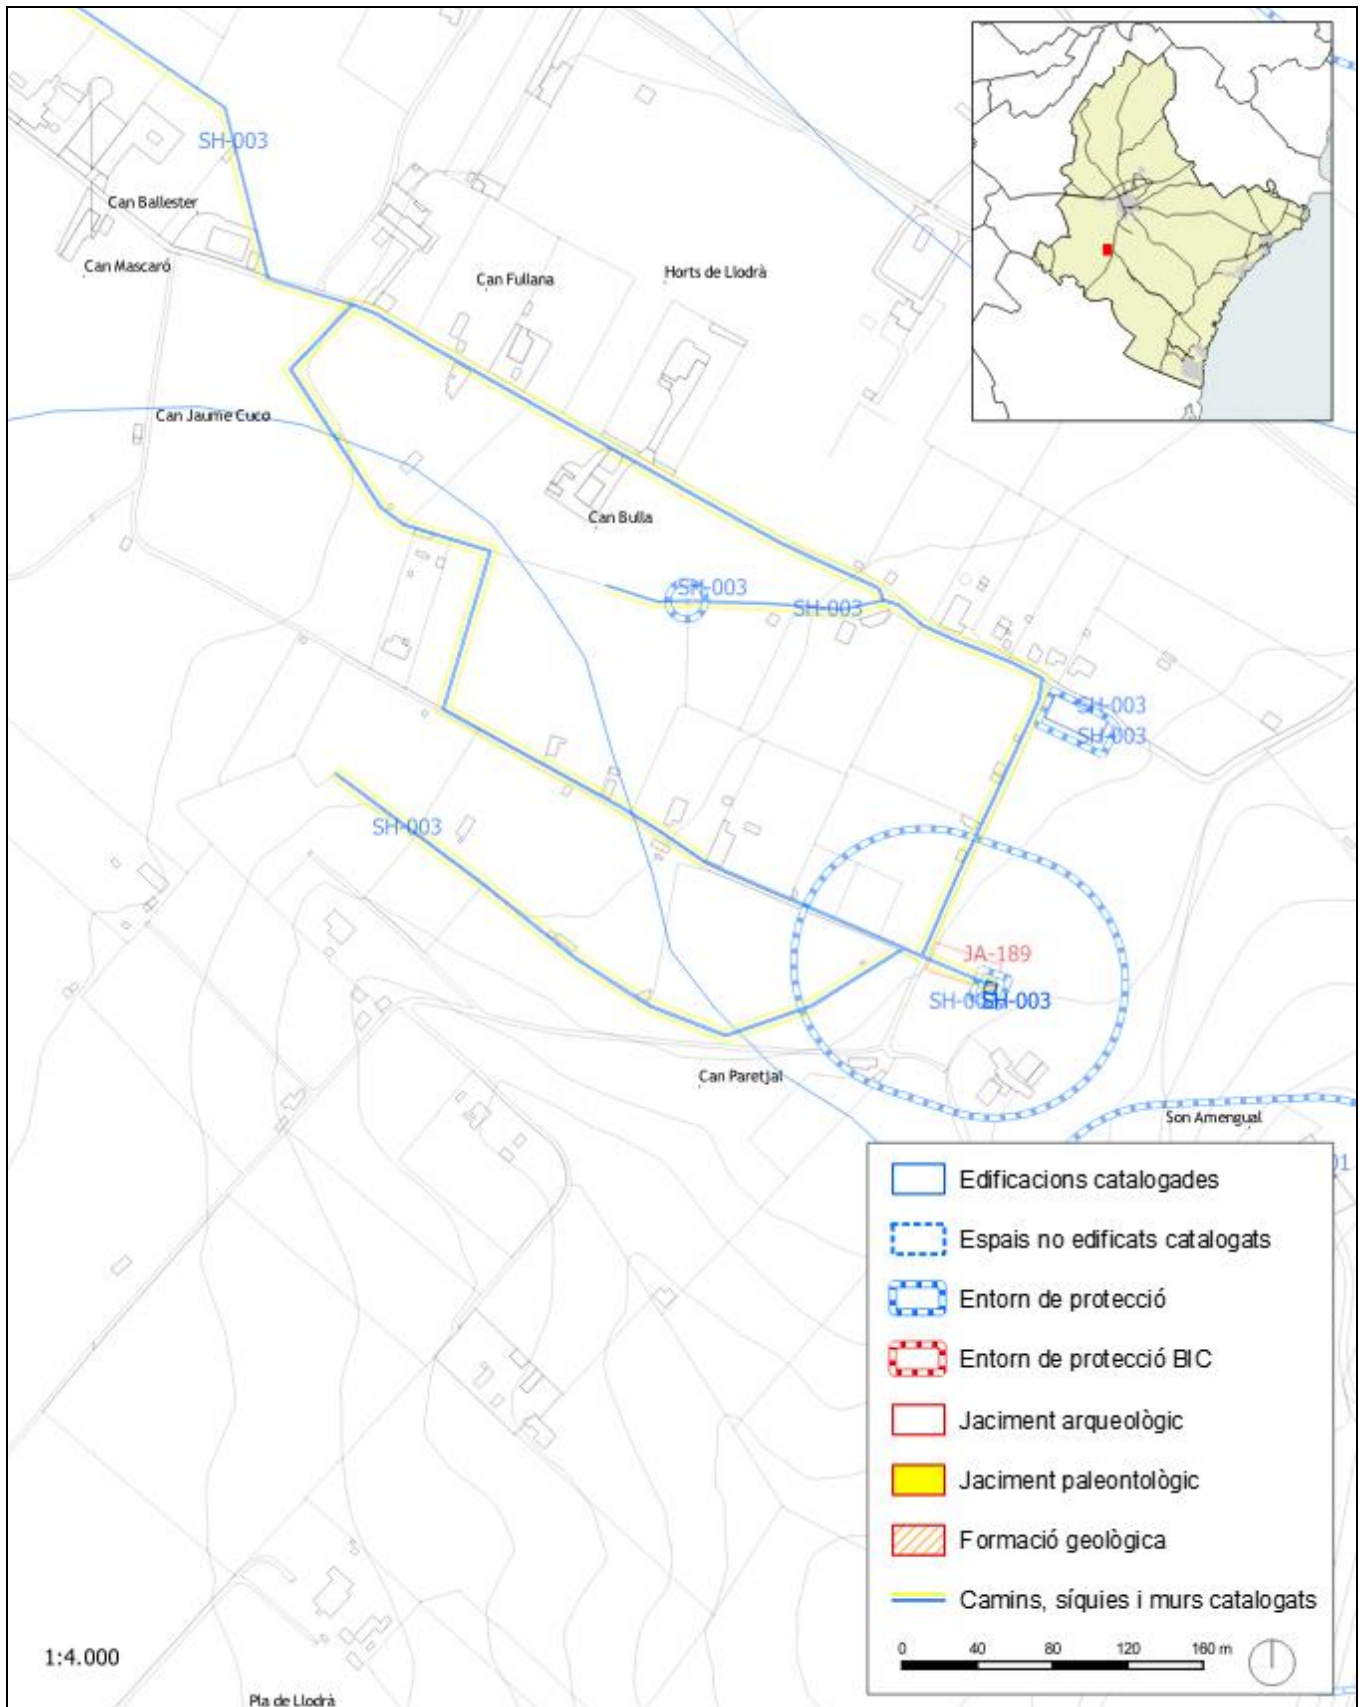 SH-003
Can Ballester
Can Mascaró
Can Fullana
Horts de Llodrà
Can Jaume Cuco
Can Bulla
SH-003
SH-003
SH-003
SH-003
SH-003
JA-189
SH-003
SH-003
Can Paretjal
Son Amengual
01
Edificacions catalogades
Espais no edificats catalogats
Entorn de protecció
Entorn de protecció BIC
Jaciment arqueològic
Jaciment paleontològic
Formació geològica
Camins, síquies i murs catalogats
0 40 80 120 160 m
1:4.000
Pla de Llodrà